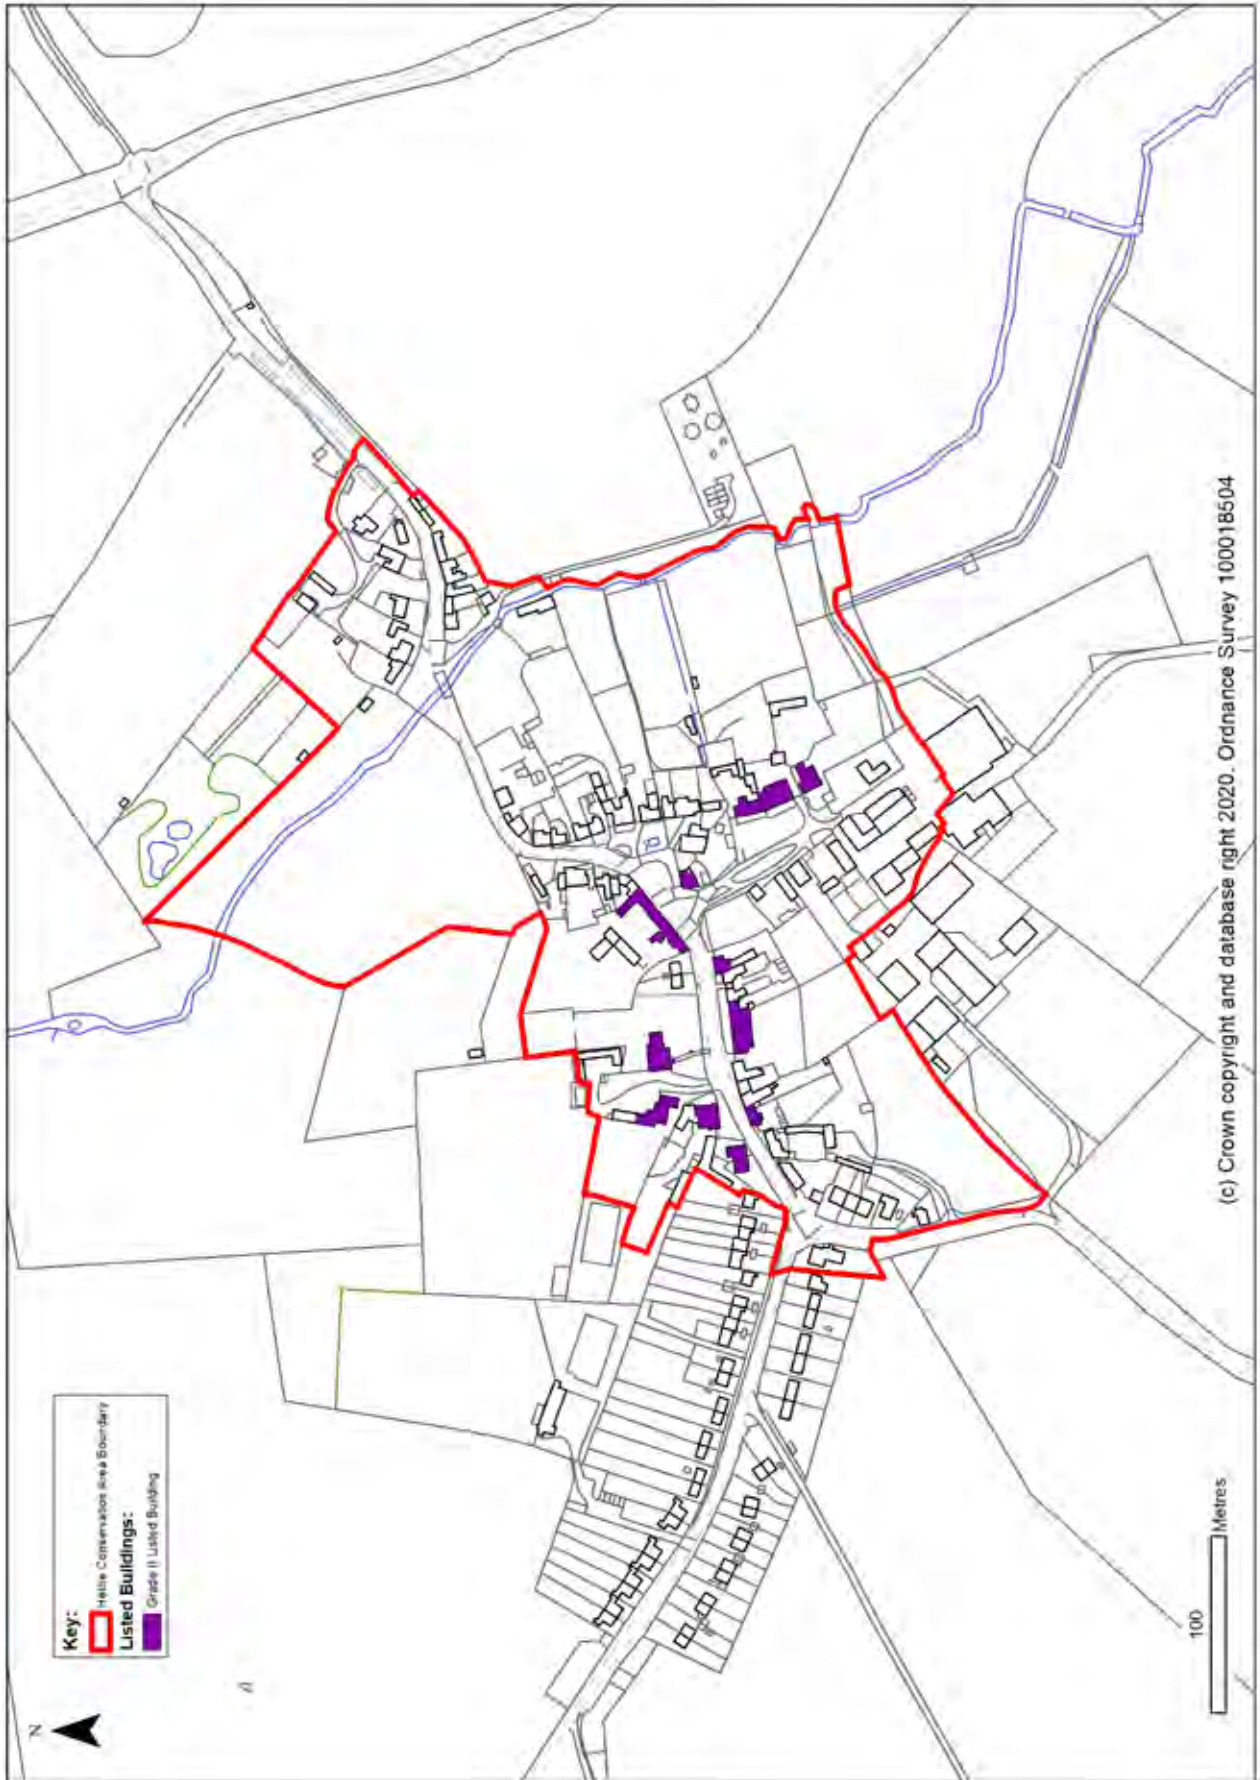 N
Key:
Helile Conservation Area Boundary
Listed Buildings:
Grade II Listed Building
100
Metres
(c) Crown copyright and database right 2020. Ordnance Survey 100018504